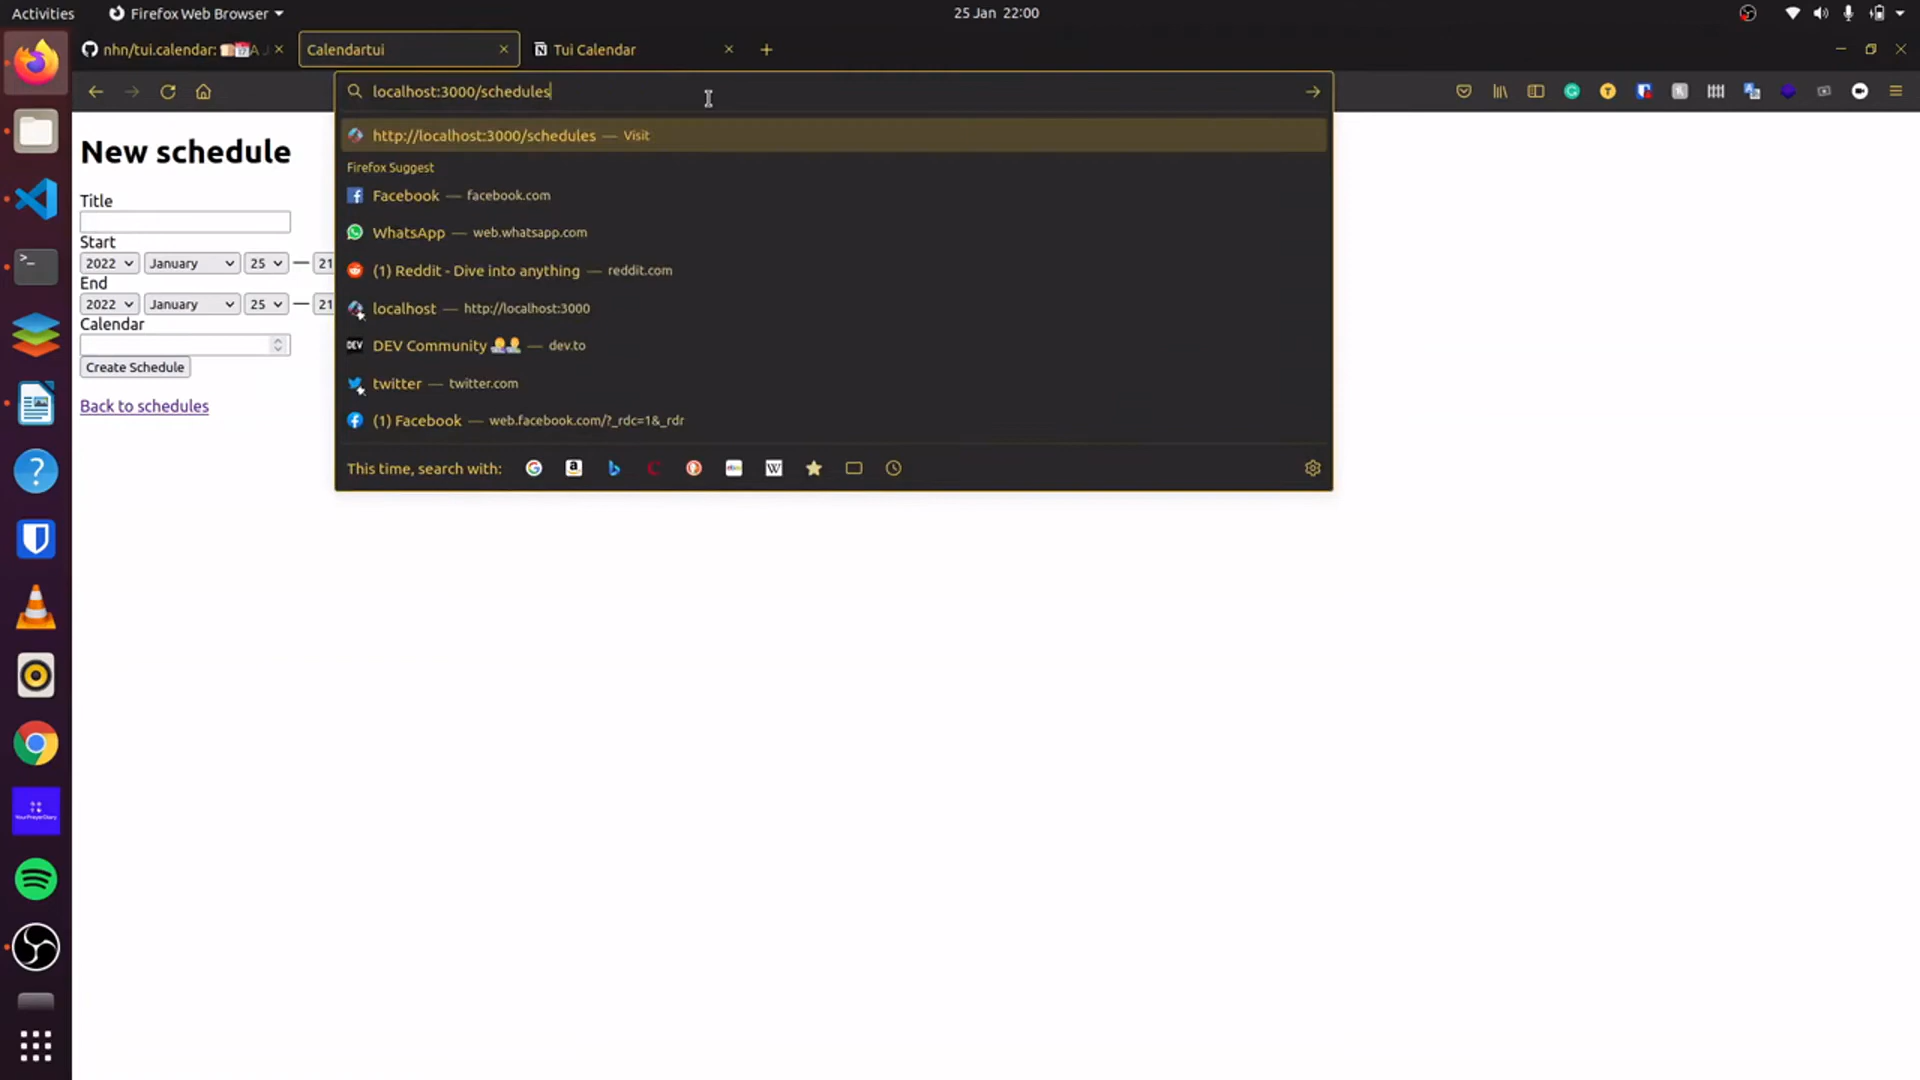 Activities
Firefox Web Browser
25 Jan 22:00
nhn/tui.calendar:
Calendartui
Tui Calendar
localhost:3000/schedules
http://localhost:3000/schedules — Visit
Firefox Suggest
Facebook — facebook.com
WhatsApp — web.whatsapp.com
(1) Reddit - Dive into anything — reddit.com
localhost — http://localhost:3000
DEV Community — dev.to
twitter — twitter.com
(1) Facebook — web.facebook.com/?_rdc=1&_rdr
This time, search with:
New schedule
Title
Start
2022 January 25 — 21
End
2022 January 25 — 21
Calendar
Create Schedule
Back to schedules
YourPrayerDiary